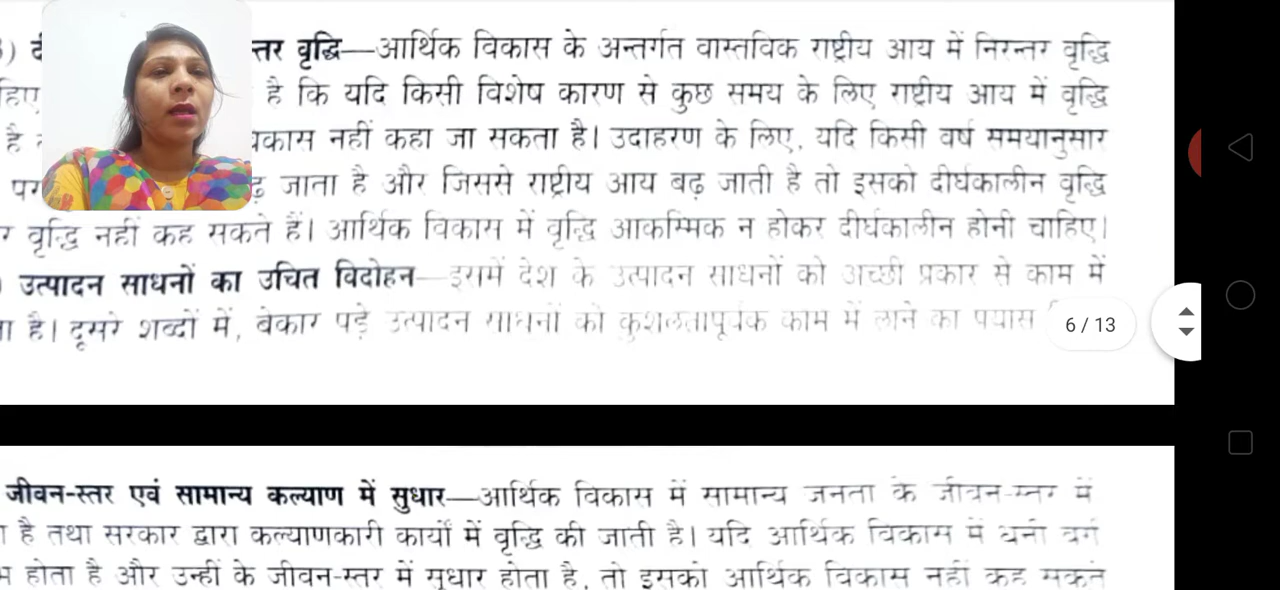 तर वृद्धि—आर्थिक विकास के अन्तर्गत वास्तविक राष्ट्रीय आय में निरन्तर वृद्धि
है कि यदि किसी विशेष कारण से कुछ समय के लिए राष्ट्रीय आय में वृद्धि
है नहीं कहा जा सकता है। उदाहरण के लिए, यदि किसी वर्ष समयानुसार
जाता है और जिससे राष्ट्रीय आय बढ़ जाती है तो इसको दीर्घकालीन वृद्धि
वृद्धि नहीं कह सकते हैं। आर्थिक विकास में वृद्धि आकस्मिक न होकर दीर्घकालीन होनी चाहिए।
उत्पादन साधनों का उचित विदोहन—इसमें देश के उत्पादन साधनों को अच्छी प्रकार से काम में
है। दूसरे शब्दों में, बेकार पड़े उत्पादन साधनों को कुशलतापूर्वक काम में लाने का प्रयास
6 / 13
जीवन-स्तर एवं सामान्य कल्याण में सुधार—आर्थिक विकास में सामान्य जनता के जीवन-स्तर में
है तथा सरकार द्वारा कल्याणकारी कार्यों में वृद्धि की जाती है। यदि आर्थिक विकास में धनी वर्ग
होता है और उन्हीं के जीवन-स्तर में सुधार होता है, तो इसको आर्थिक विकास नहीं कह सकते